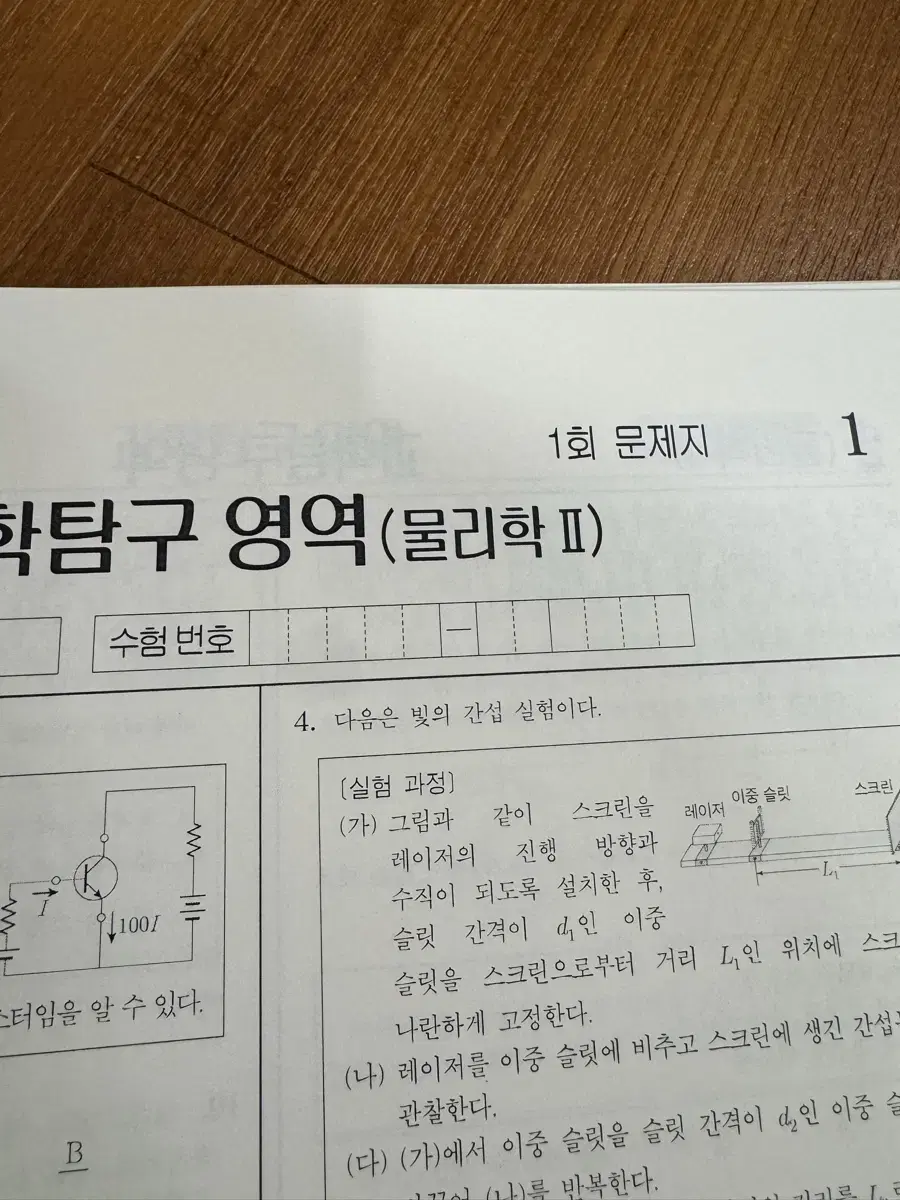 1회 문제지
1
학탐구 영역(물리학Ⅱ)
수험 번호 —
I
100I
스터임을 알 수 있다.
B
4. 다음은 빛의 간섭 실험이다.
[실험 과정]
(가) 그림과 같이 스크린을
레이저의 진행 방향과
수직이 되도록 설치한 후,
슬릿 간격이 d₁인 이중
슬릿을 스크린으로부터 거리 L₁인 위치에 스크
나란하게 고정한다.
레이저 이중 슬릿 스크린
L₁
(나) 레이저를 이중 슬릿에 비추고 스크린에 생긴 간섭
관찰한다.
(다) (가)에서 이중 슬릿을 슬릿 간격이 d₂인 이중 슬
(나)를 반복한다.